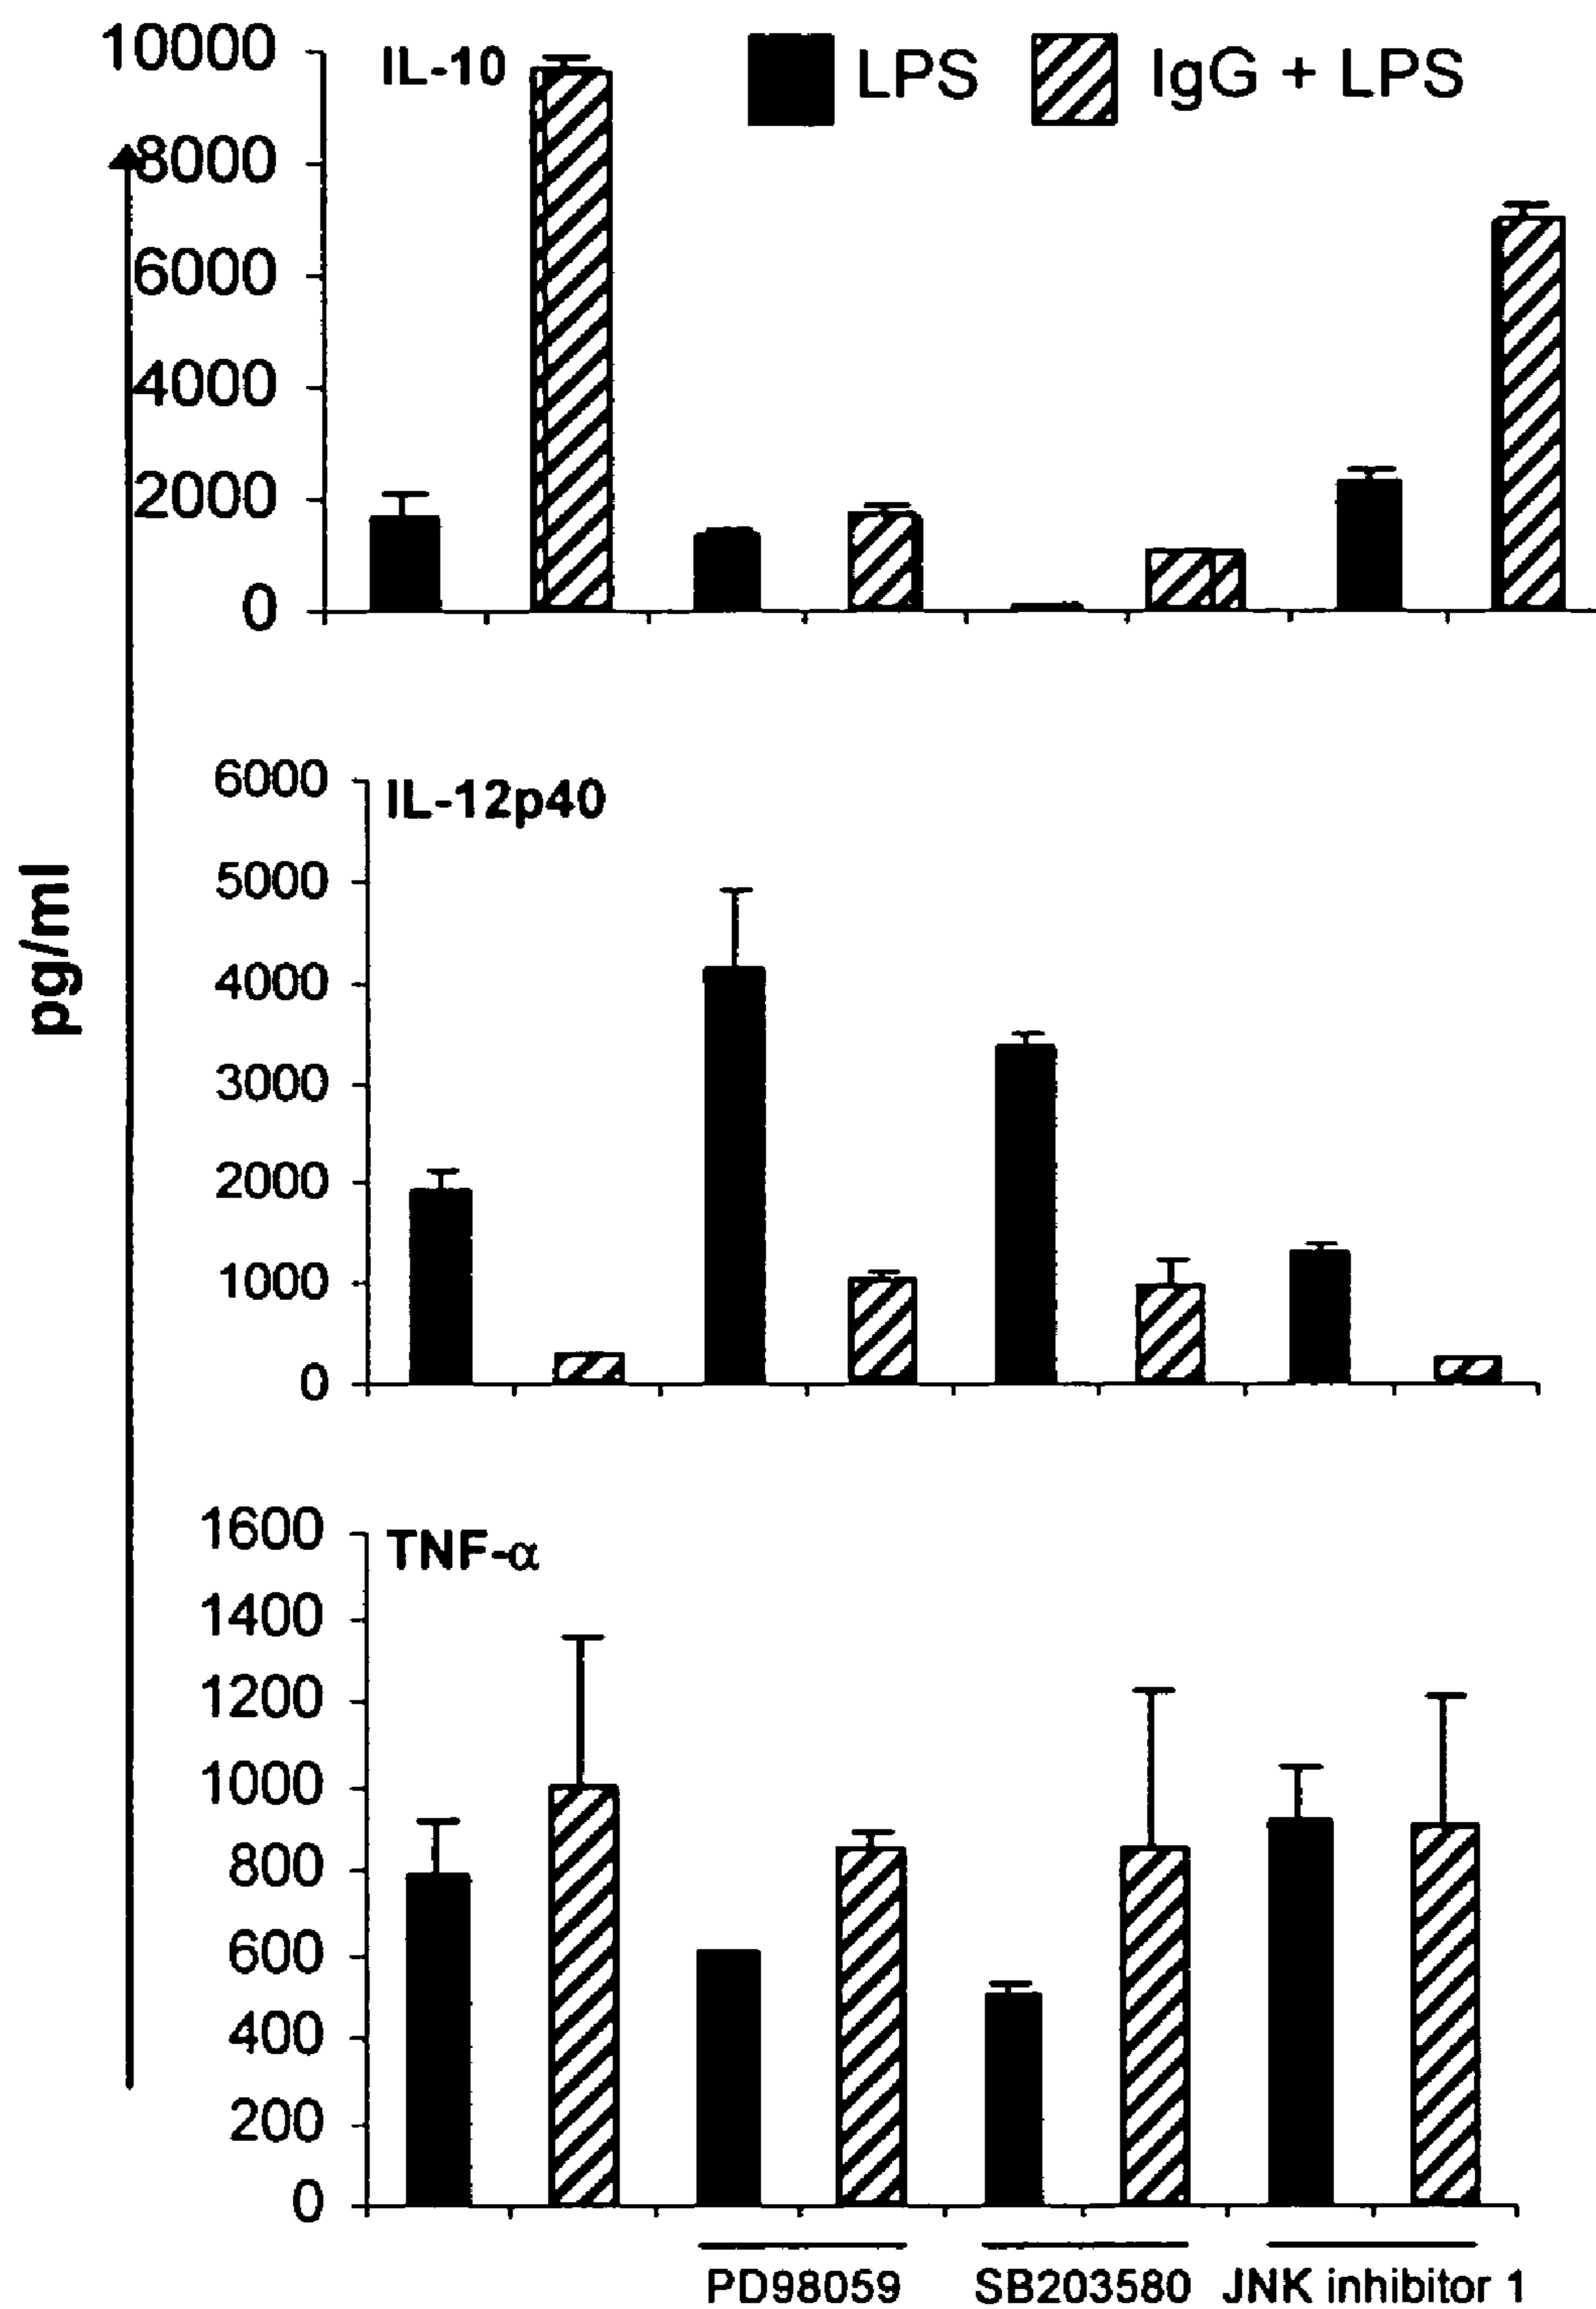 10000
IL-10
LPS
IgG + LPS
8000
6000
4000
2000
0
pg/ml
6000
IL-12p40
5000
4000
3000
2000
1000
0
1600
TNF-α
1400
1200
1000
800
600
400
200
0
PD98059
SB203580
JNK inhibitor 1